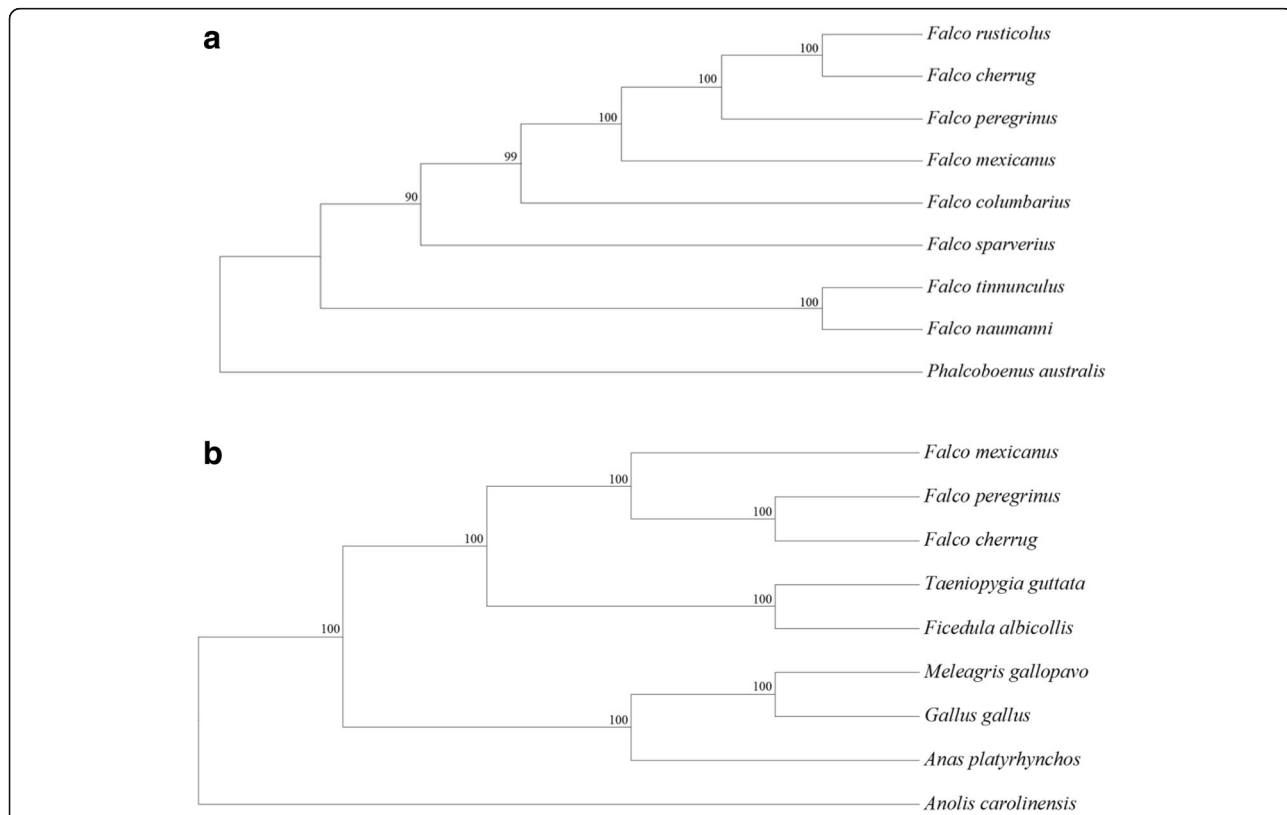 a
Falco rusticolus
100
Falco cherrug
100
Falco peregrinus
100
Falco mexicanus
99
Falco columbarius
90
Falco sparverius
Falco tinnunculus
100
Falco naumanni
Phalcoboenus australis
b
Falco mexicanus
100
Falco peregrinus
100
Falco cherrug
100
Taeniopygia guttata
100
Ficedula albicollis
100
Meleagris gallopavo
100
Gallus gallus
100
Anas platyrhynchos
Anolis carolinensis